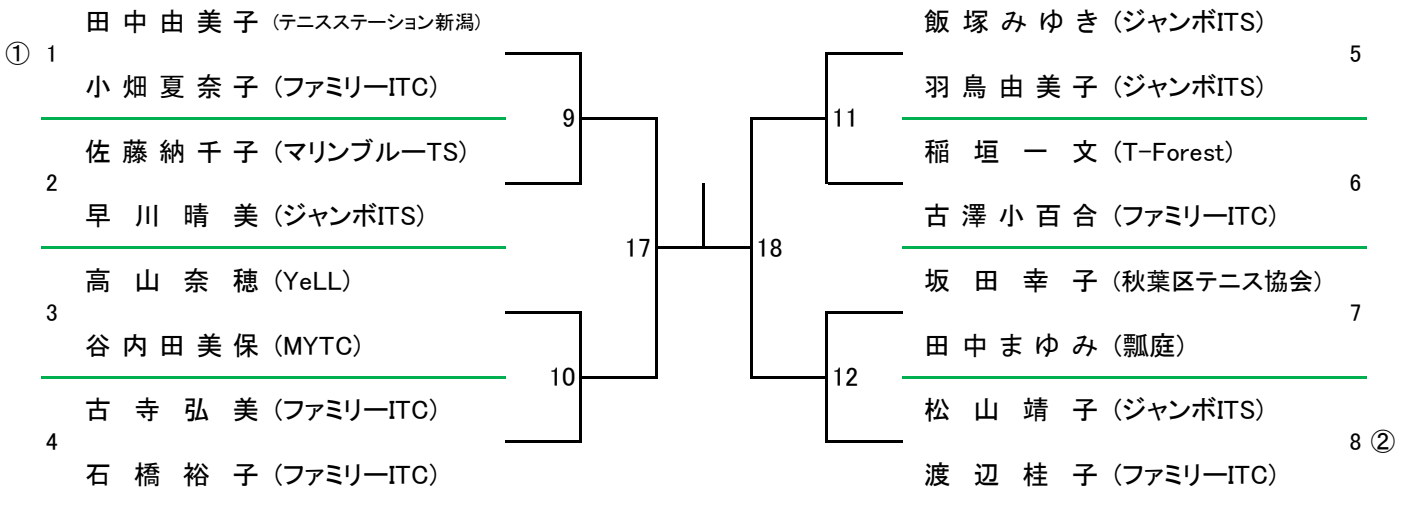 田中由美子 (テニスステーション新潟)
① 1
小畑夏奈子 (ファミリーITC)
9
佐藤納千子 (マリンブルーTS)
2
早川晴美 (ジャンボITS)
17
高山奈穂 (YeLL)
3
谷内田美保 (MYTC)
10
古寺弘美 (ファミリーITC)
4
石橋裕子 (ファミリーITC)
飯塚みゆき (ジャンボITS)
5
羽鳥由美子 (ジャンボITS)
11
稲垣一文 (T-Forest)
6
古澤小百合 (ファミリーITC)
18
坂田幸子 (秋葉区テニス協会)
7
田中まゆみ (瓢庭)
12
松山靖子 (ジャンボITS)
8 ②
渡辺桂子 (ファミリーITC)